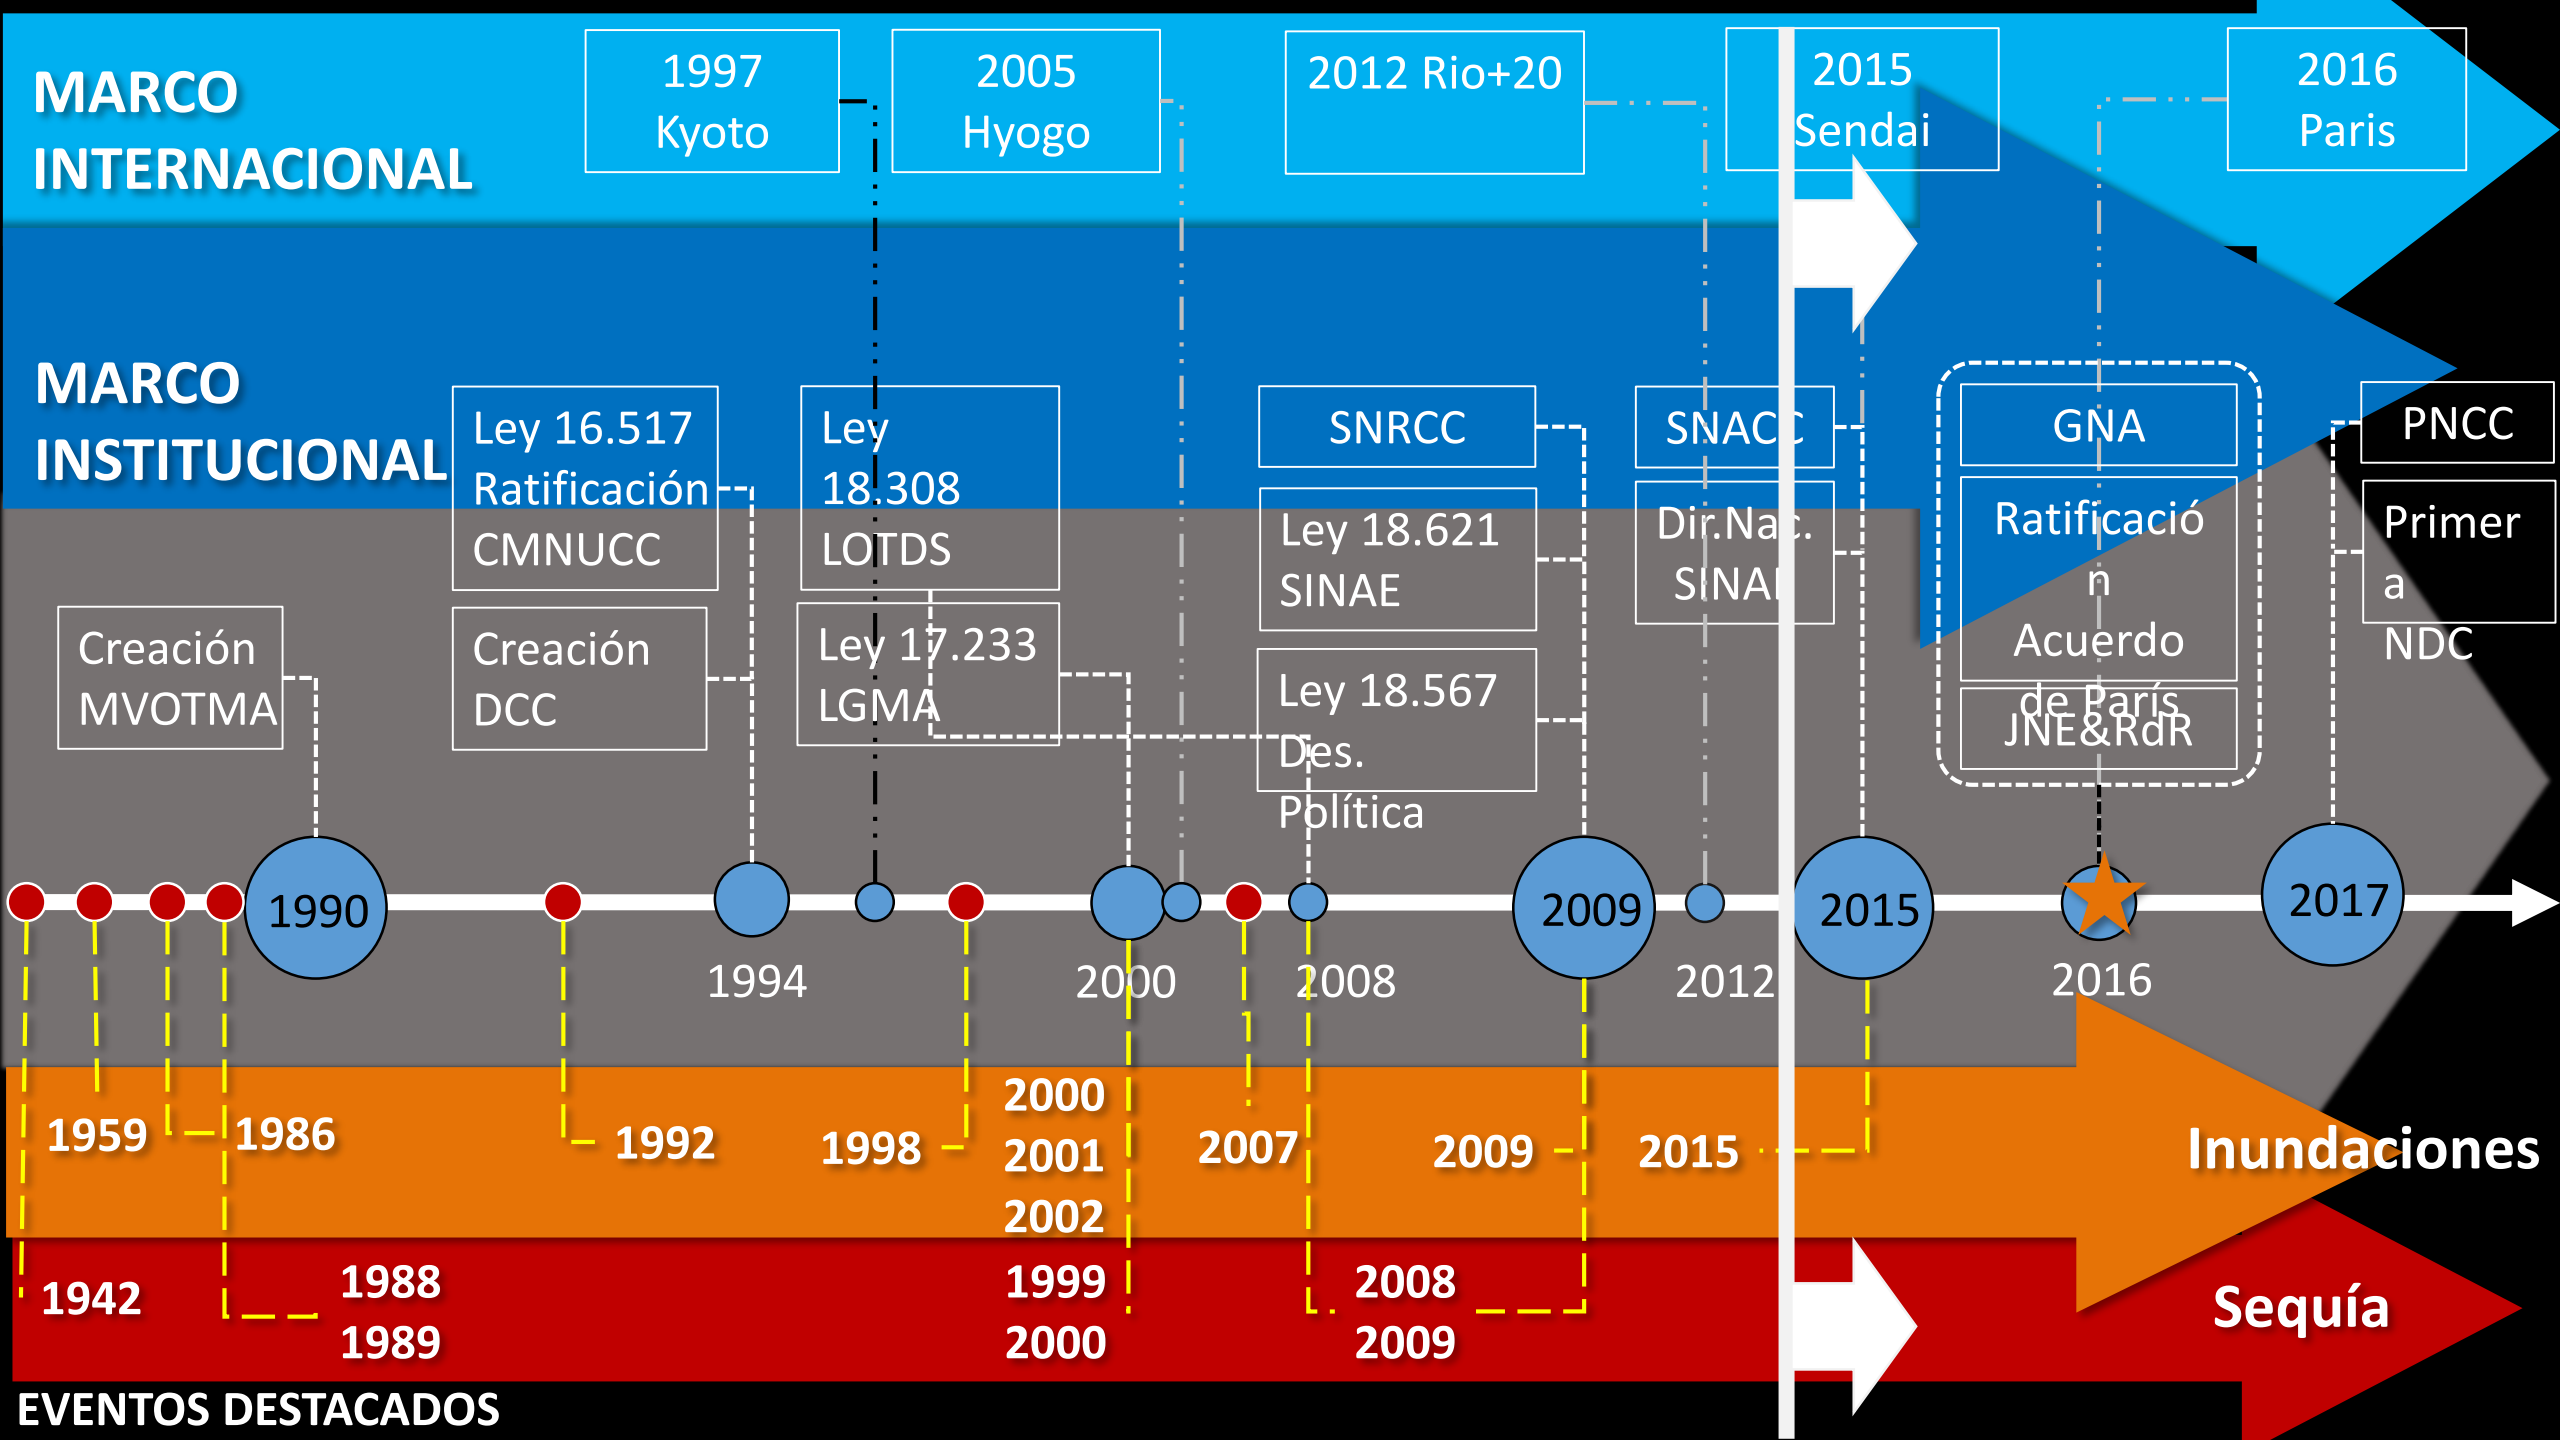 MARCO
INTERNACIONAL
1997
Kyoto
2005
Hyogo
2012 Rio+20
2015
Sendai
2016
Paris
MARCO
INSTITUCIONAL
Creación
MVOTMA
Ley 16.517
Ratificación
CMNUCC
Creación
DCC
Ley
18.308
LOTDS
Ley 17.233
LGMA
SNRCC
Ley 18.621
SINAE
Ley 18.567
Des.
Política
SNACC
Dir.Nac.
SINAE
GNA
Ratificació
n
Acuerdo
de París
JNE&RdR
PNCC
Primer
a
NDC
1990
1994
2000
2008
2009
2012
2015
2016
2017
1959
1986
1992
1998
2000
2001
2002
2007
2009
2015
Inundaciones
1942
1988
1989
1999
2000
2008
2009
Sequía
EVENTOS DESTACADOS